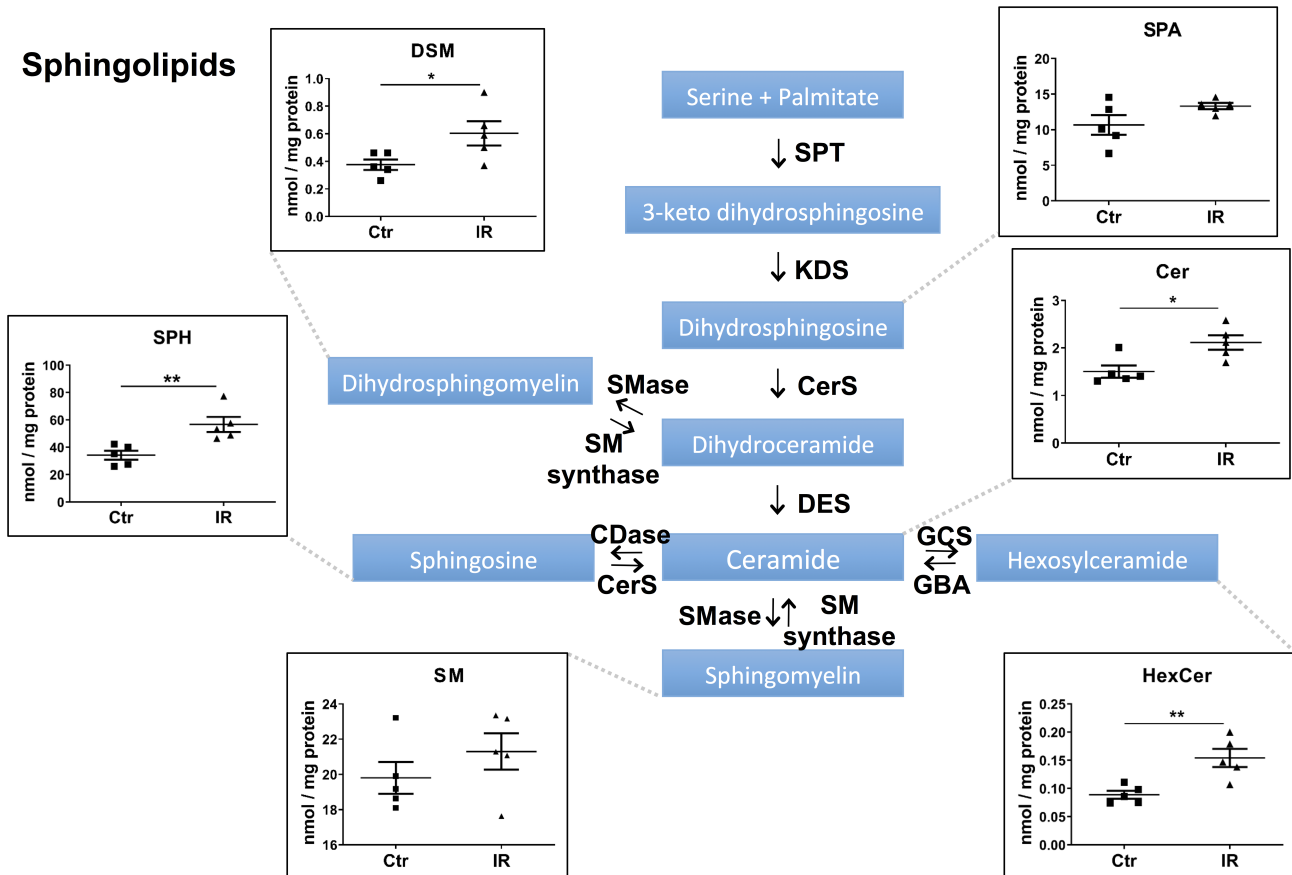 Sphingolipids
DSM
*
nmol / mg protein
1.0
0.8
0.6
0.4
0.2
0.0
Ctr IR
SPA
nmol / mg protein
20
15
10
5
0
Ctr IR
Serine + Palmitate
SPT
3-keto dihydrosphingosine
KDS
Dihydrosphingosine
CerS
Dihydrosphingomyelin
SMase
SM
synthase
Dihydroceramide
DES
Cer
*
nmol / mg protein
3
2
1
0
Ctr IR
SPH
**
nmol / mg protein
100
80
60
40
20
0
Ctr IR
Sphingosine
CDase
CerS
Ceramide
GCS
GBA
Hexosylceramide
SMase
SM
synthase
Sphingomyelin
SM
nmol / mg protein
24
22
20
18
16
Ctr IR
HexCer
**
nmol / mg protein
0.25
0.20
0.15
0.10
0.05
0.00
Ctr IR